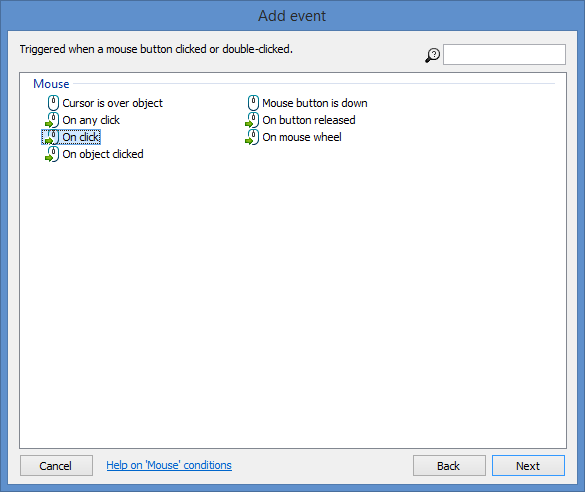 Add event
Triggered when a mouse button clicked or double-clicked.
Mouse
Cursor is over object
Mouse button is down
On any click
On button released
On click
On mouse wheel
On object clicked
Cancel
Help on 'Mouse' conditions
Back
Next